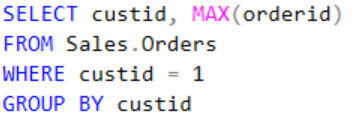 SELECT custid, MAX(orderid)
FROM Sales.Orders
WHERE custid = 1
GROUP BY custid